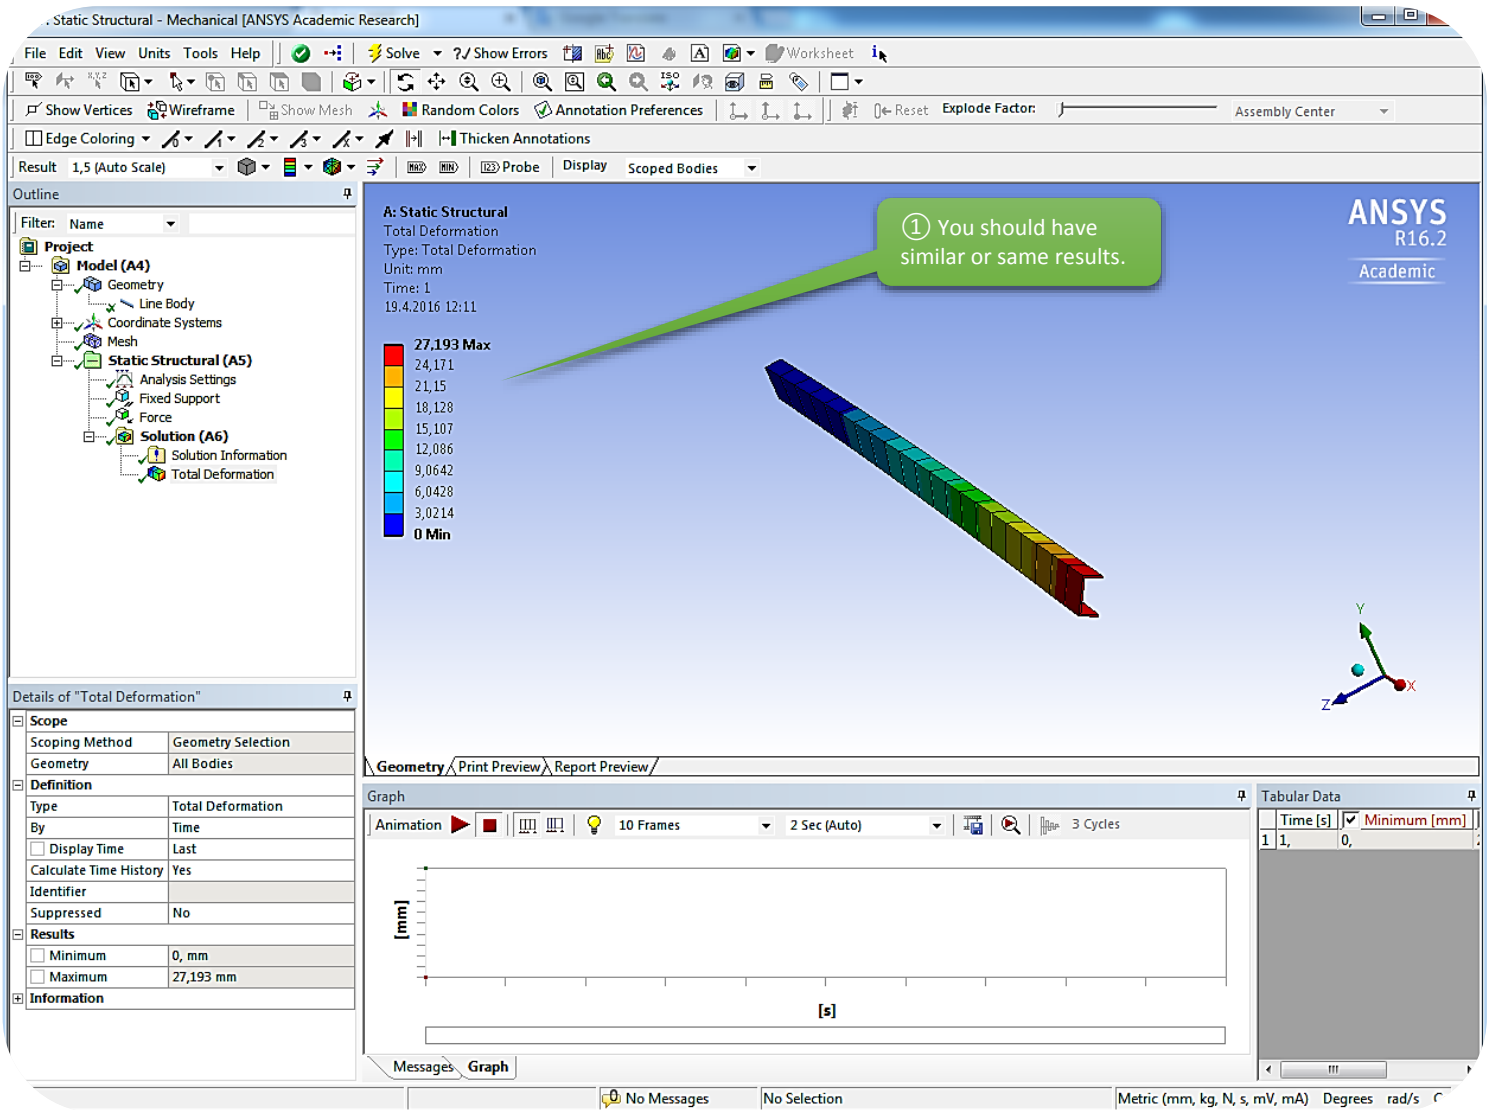 Static Structural - Mechanical [ANSYS Academic Research]
File Edit View Units Tools Help Solve ?/ Show Errors Worksheet
Show Vertices Wireframe Show Mesh Random Colors Annotation Preferences Reset Explode Factor: Assembly Center
Edge Coloring Thicken Annotations
Result 1,5 (Auto Scale) MAX MIN Probe Display Scoped Bodies
Outline
Filter: Name
Project
Model (A4)
Geometry
Line Body
Coordinate Systems
Mesh
Static Structural (A5)
Analysis Settings
Fixed Support
Force
Solution (A6)
Solution Information
Total Deformation
A: Static Structural
Total Deformation
Type: Total Deformation
Unit: mm
Time: 1
19.4.2016 12:11
27,193 Max
24,171
21,15
18,128
15,107
12,086
9,0642
6,0428
3,0214
0 Min
① You should have
similar or same results.
ANSYS
R16.2
Academic
Y
X
Z
Geometry Print Preview Report Preview
Details of "Total Deformation"
Scope
Scoping Method Geometry Selection
Geometry All Bodies
Definition
Type Total Deformation
By Time
Display Time Last
Calculate Time History Yes
Identifier
Suppressed No
Results
Minimum 0, mm
Maximum 27,193 mm
Information
Graph
Animation 10 Frames 2 Sec (Auto) 3 Cycles
[mm]
[s]
Messages Graph
Tabular Data
Time [s] Minimum [mm]
1 1, 0,
No Messages No Selection Metric (mm, kg, N, s, mV, mA) Degrees rad/s